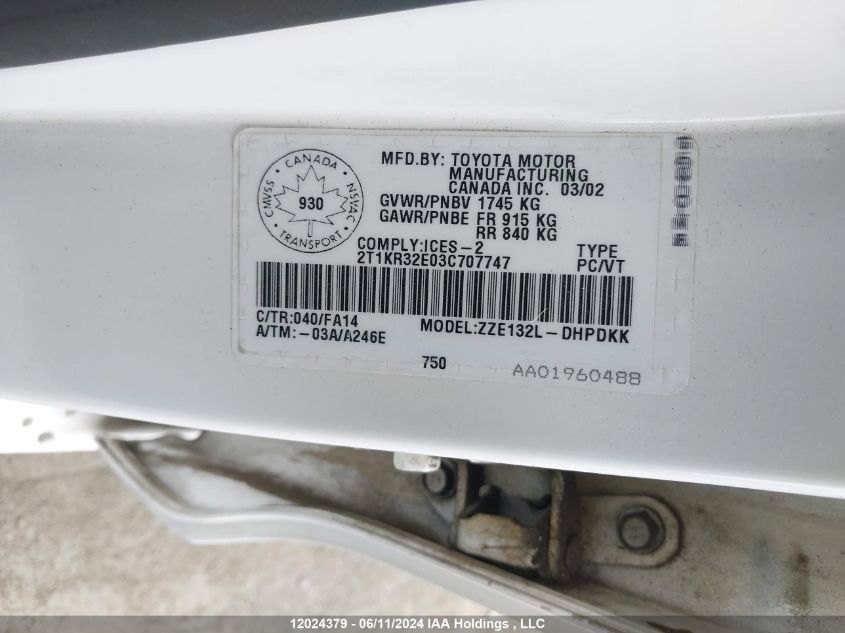 CANADA
CMVSS
NSVAC
930
TRANSPORT
MFD.BY: TOYOTA MOTOR
MANUFACTURING
CANADA INC. 03/02
GVWR/PNBV 1745 KG
GAWR/PNBE FR 915 KG
RR 840 KG
COMPLY:ICES-2
TYPE
2T1KR32E03C707747
PC/VT
C/TR:040/FA14
MODEL:ZZE132L-DHPDKK
A/TM:-03A/A246E
750
AA01960488
12024379 - 06/11/2024 IAA Holdings , LLC